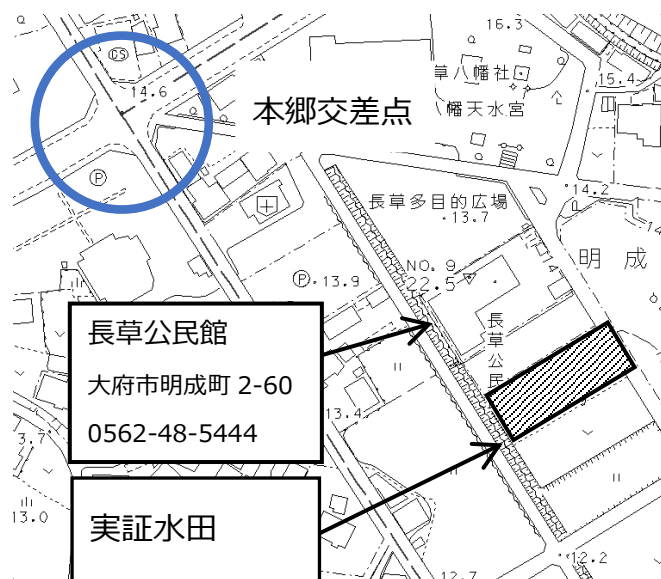 16.3
GS
14.6
本郷交差点
草八幡社
幡天水宮
15.4
14.2
長草多目的広場
13.7
P
明成
NO. 9
22.5
P 13.9
長草公民
長草公民館
大府市明成町 2-60
0562-48-5444
13.4
3.7
13.0
実証水田
12.2
12.7